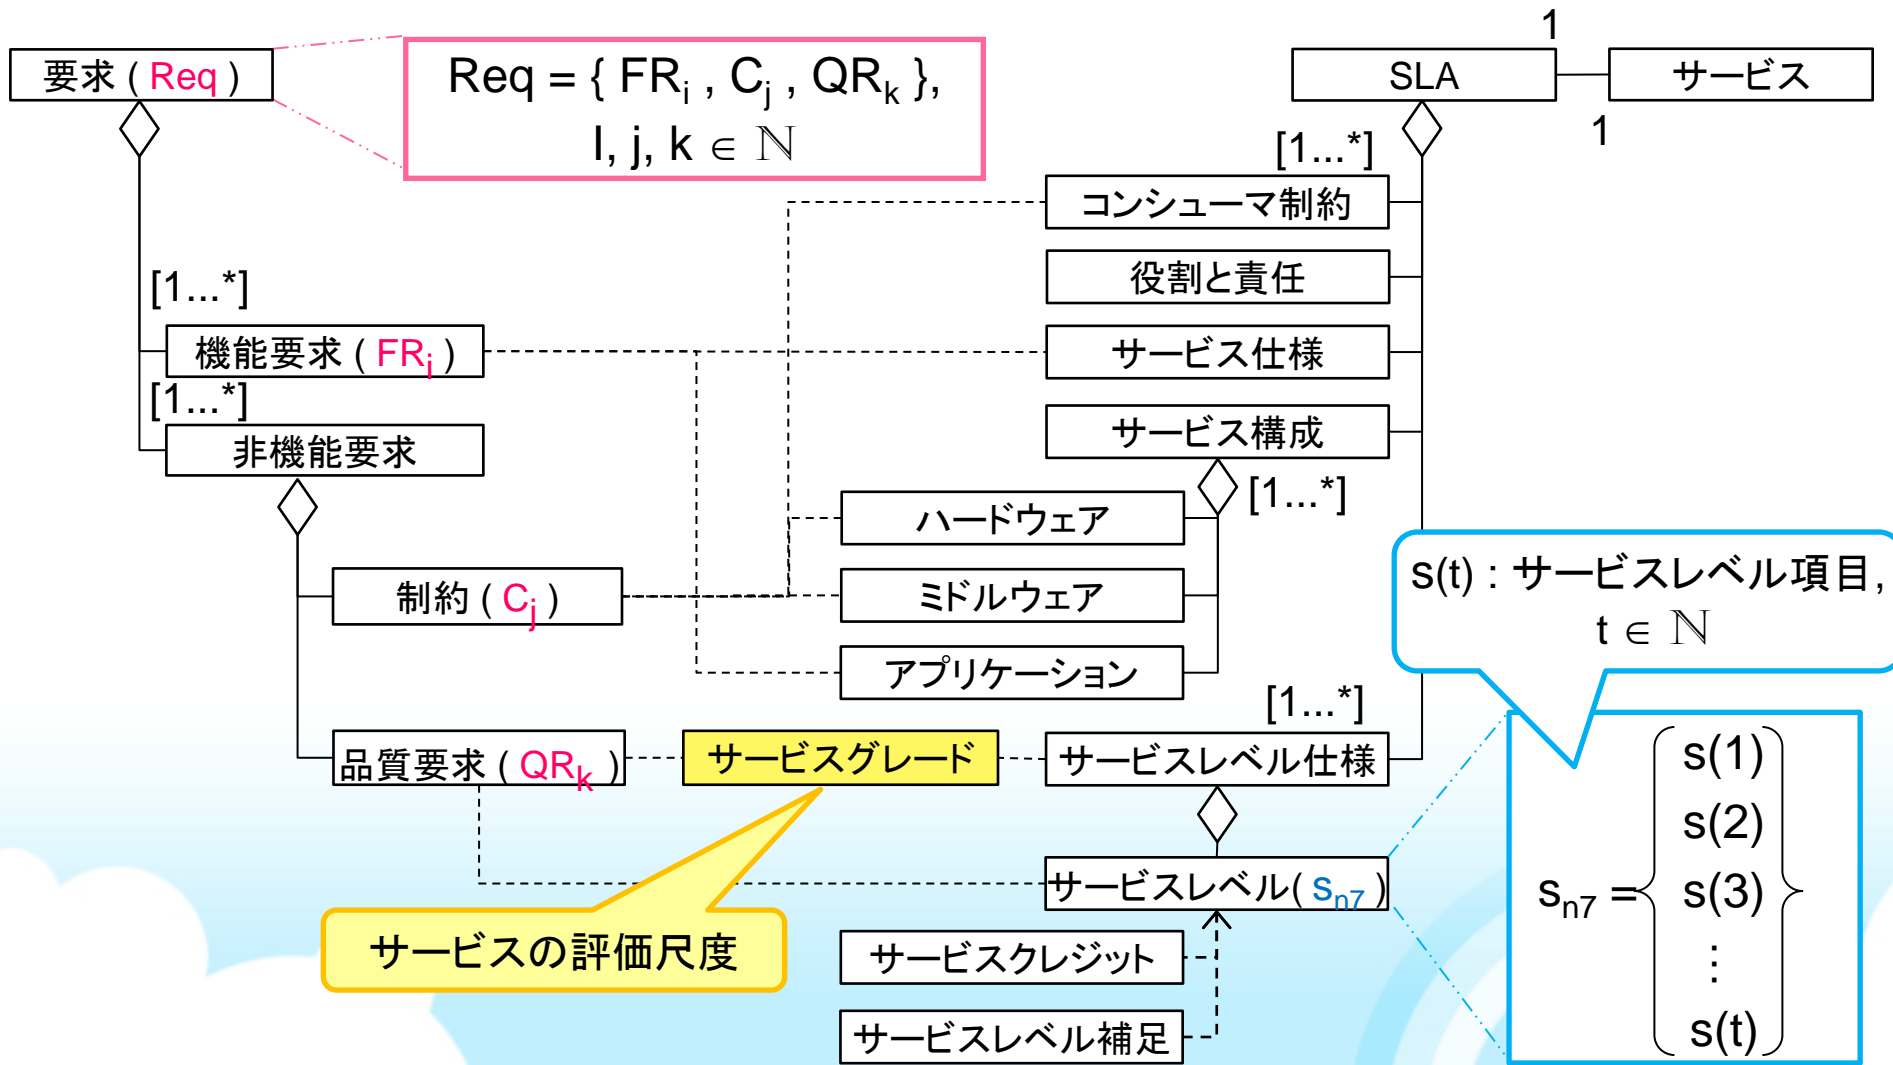 要求 ( Req )
Req = { FRi , Cj , QRk },
I, j, k ∈ ℕ
1
SLA
サービス
1
[1...*]
コンシューマ制約
役割と責任
[1...*]
機能要求 ( FRi )
サービス仕様
[1...*]
非機能要求
サービス構成
[1...*]
ハードウェア
制約 ( Cj )
ミドルウェア
アプリケーション
s(t) : サービスレベル項目,
t ∈ ℕ
[1...*]
品質要求 ( QRk )
サービスグレード
サービスレベル仕様
サービスレベル( sn7 )
サービスの評価尺度
サービスクレジット
サービスレベル補足
sn7 =
s(1)
s(2)
s(3)
⋮
s(t)